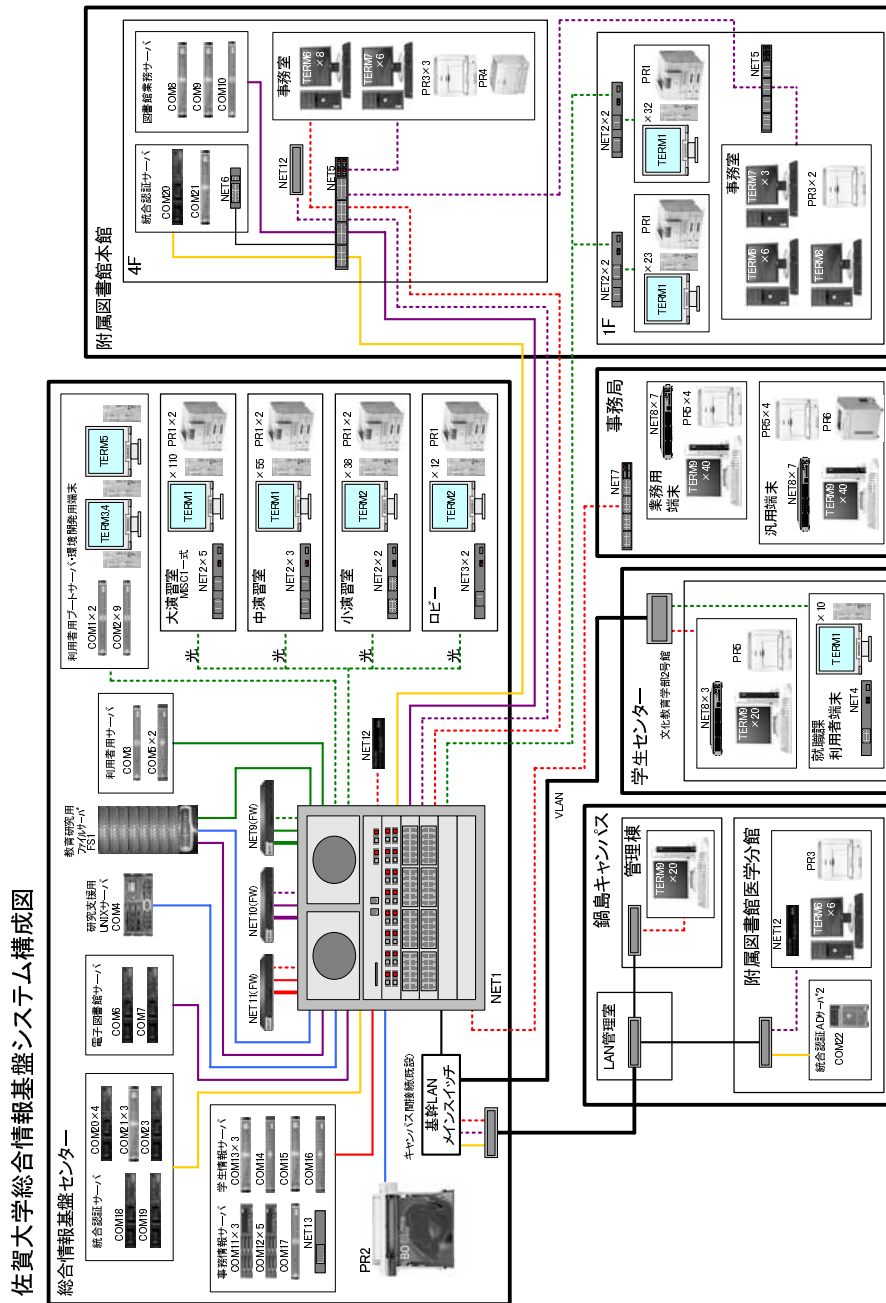 佐賀大学総合情報基盤システム構成図
総合情報基盤センター
統合認証サーバ
COM18
COM19
COM20×4
COM21×3
COM23
電子図書館サーバ
COM6
COM7
研究支援用
UNIXサーバ
COM4
教育研究用
ファイルサーバ
FS1
利用者用サーバ
COM3
COM5×2
利用者用ブートサーバ・環境開発用端末
COM1×2
COM2×9
TERM3,4
TERM5
事務情報サーバ
COM11×3
COM12×5
COM17
NET13
学生情報サーバ
COM13×3
COM14
COM15
COM16
NET11(FW)
NET10(FW)
NET9(FW)
NET12
NET1
PR2
キャンパス間接続(既設)
基幹LAN
メインスイッチ
光
光
光
光
大演習室
MISC1一式
NET2×5
TERM1
×110
PR1×2
中演習室
NET2×3
TERM1
×55
PR1×2
小演習室
NET2×2
TERM2
×38
PR1×2
ロビー
NET3×2
TERM2
×12
PR1
VLAN
附属図書館本館
4F
統合認証サーバ
COM20
COM21
NET6
図書館業務サーバ
COM8
COM9
COM10
NET12
NET5
事務室
TERM6
×8
TERM7
×6
PR3×3
PR4
1F
NET2×2
TERM1
×23
PR1
NET2×2
TERM1
×32
PR1
NET5
事務室
TERM6
×6
TERM7
×3
TERM8
PR3×2
事務局
NET7
業務用
端末
NET8×7
TERM9
×40
PR5×4
汎用端末
NET8×7
TERM9
×40
PR5×4
PR6
学生センター
文化教育学部2号館
NET8×3
TERM9
×20
PR5
就職課
利用者端末
NET4
TERM1
×10
鍋島キャンパス
LAN管理室
管理棟
TERM9
×20
附属図書館医学分館
NET12
TERM6
×6
PR3
統合認証ADサーバ2
COM22